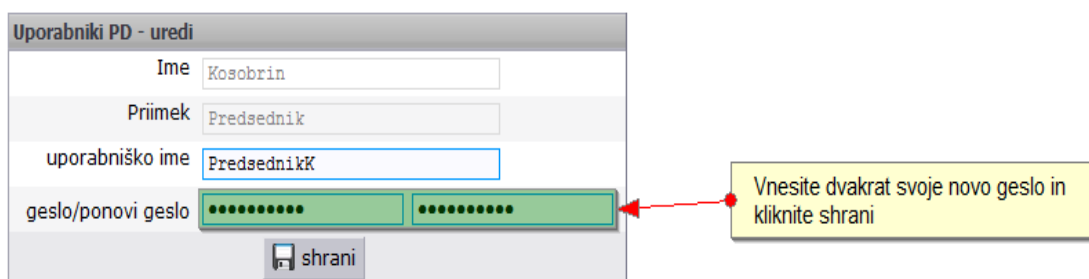 Uporabniki PD - uredi
Ime Kosobrin
Priimek Predsednik
uporabniško ime PredsednikK
geslo/ponovi geslo •••••••••• ••••••••••
shrani
Vnesite dvakrat svoje novo geslo in
kliknite shrani